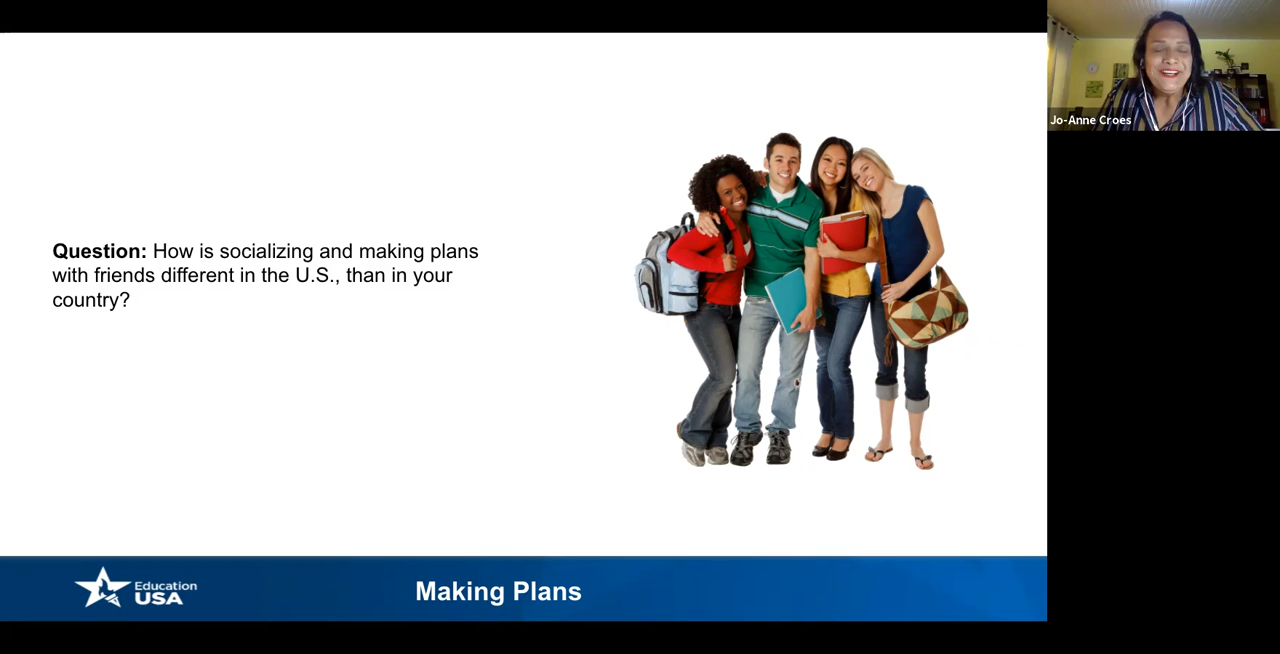 Question: How is socializing and making plans
with friends different in the U.S., than in your
country?
Jo-Anne Croes
Education
USA
Making Plans